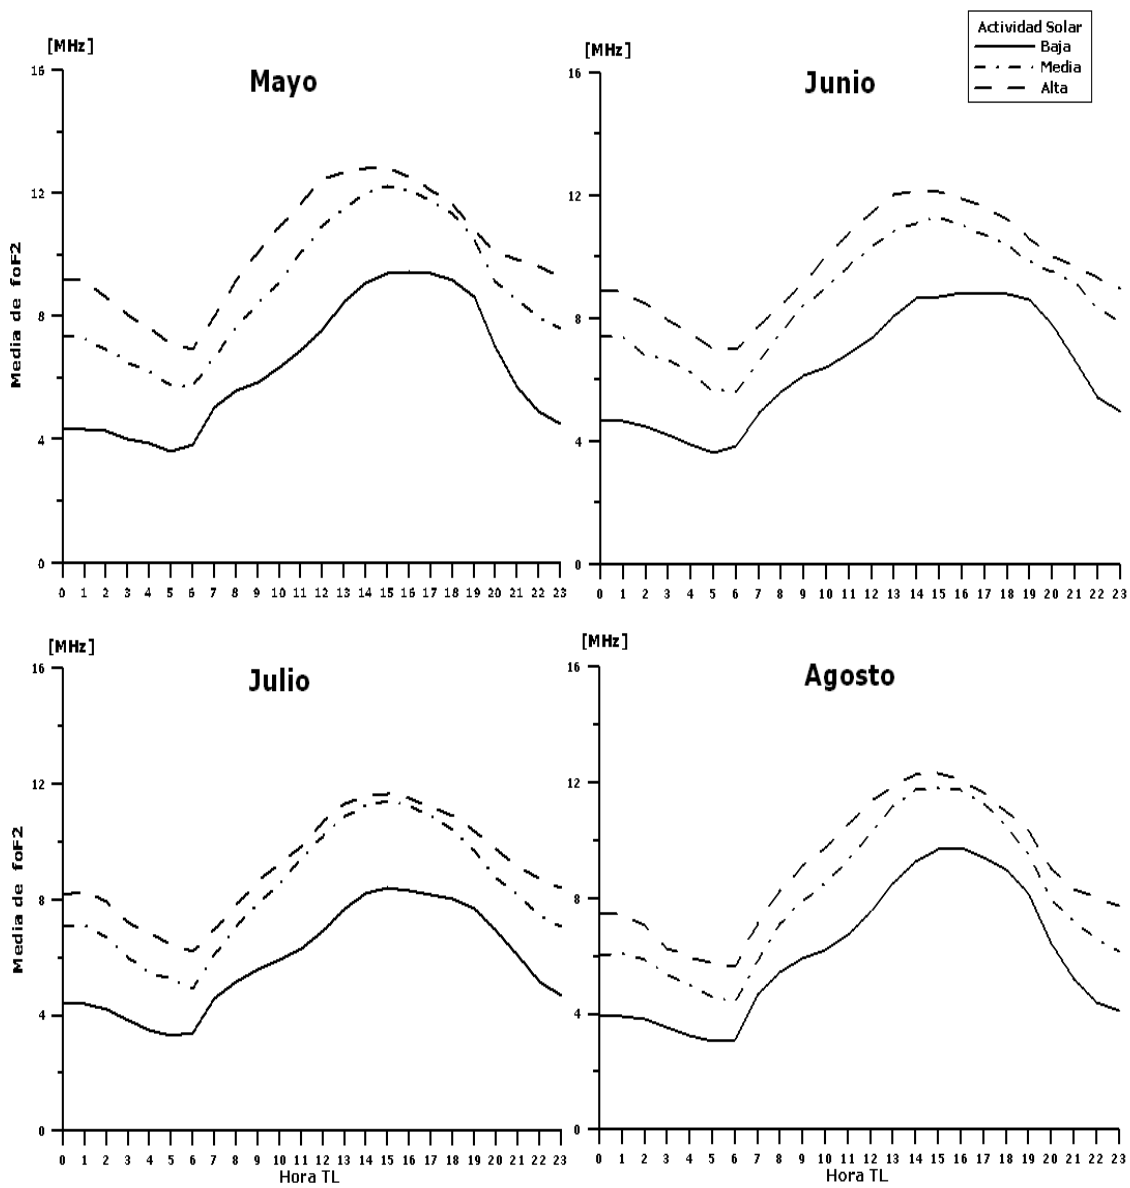 Actividad Solar
Baja
Media
Alta
[MHz]
Mayo
16
12
8
4
0
Media de foF2
0 1 2 3 4 5 6 7 8 9 10 11 12 13 14 15 16 17 18 19 20 21 22 23
[MHz]
Junio
16
12
8
4
0
0 1 2 3 4 5 6 7 8 9 10 11 12 13 14 15 16 17 18 19 20 21 22 23
[MHz]
Julio
16
12
8
4
0
Media de foF2
0 1 2 3 4 5 6 7 8 9 10 11 12 13 14 15 16 17 18 19 20 21 22 23
Hora TL
[MHz]
Agosto
16
12
8
4
0
0 1 2 3 4 5 6 7 8 9 10 11 12 13 14 15 16 17 18 19 20 21 22 23
Hora TL